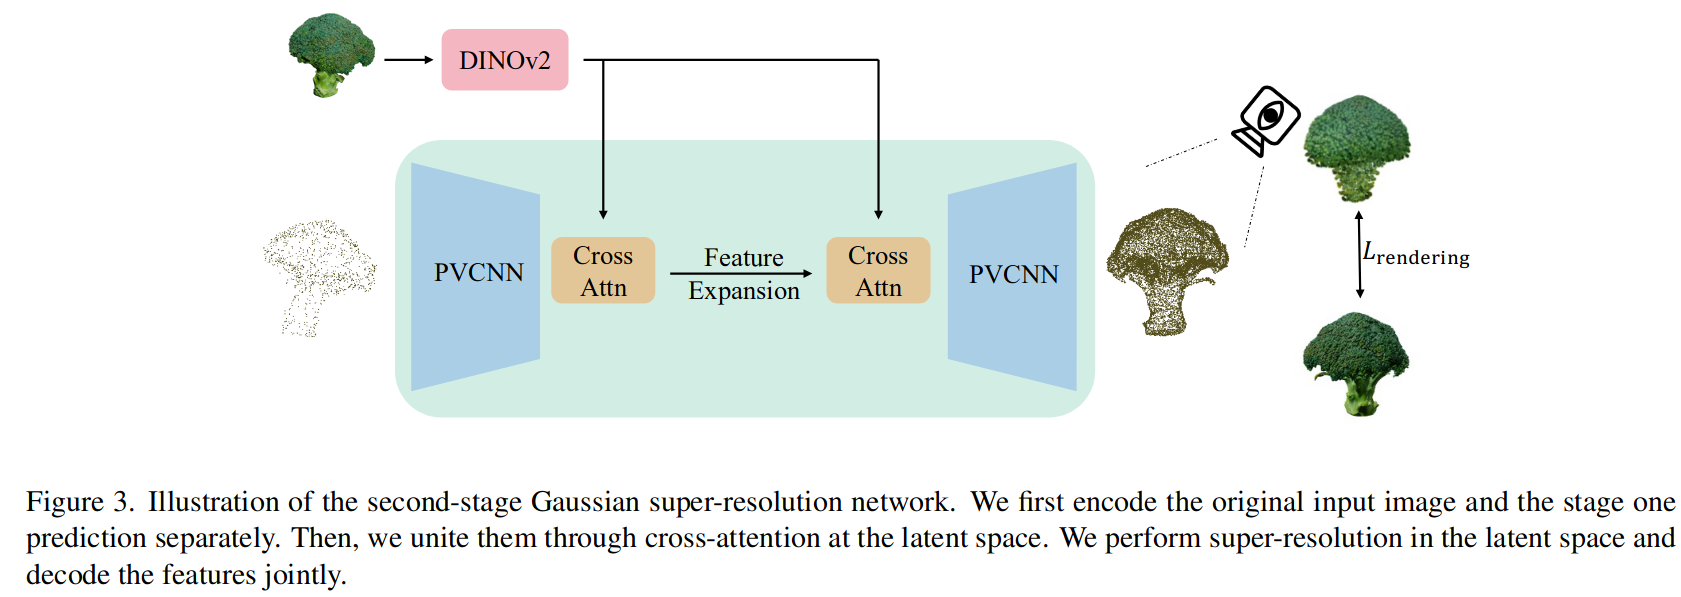 DINOv2
PVCNN
Cross
Attn
Feature
Expansion
Cross
Attn
PVCNN
Lrendering
Figure 3. Illustration of the second-stage Gaussian super-resolution network. We first encode the original input image and the stage one
prediction separately. Then, we unite them through cross-attention at the latent space. We perform super-resolution in the latent space and
decode the features jointly.